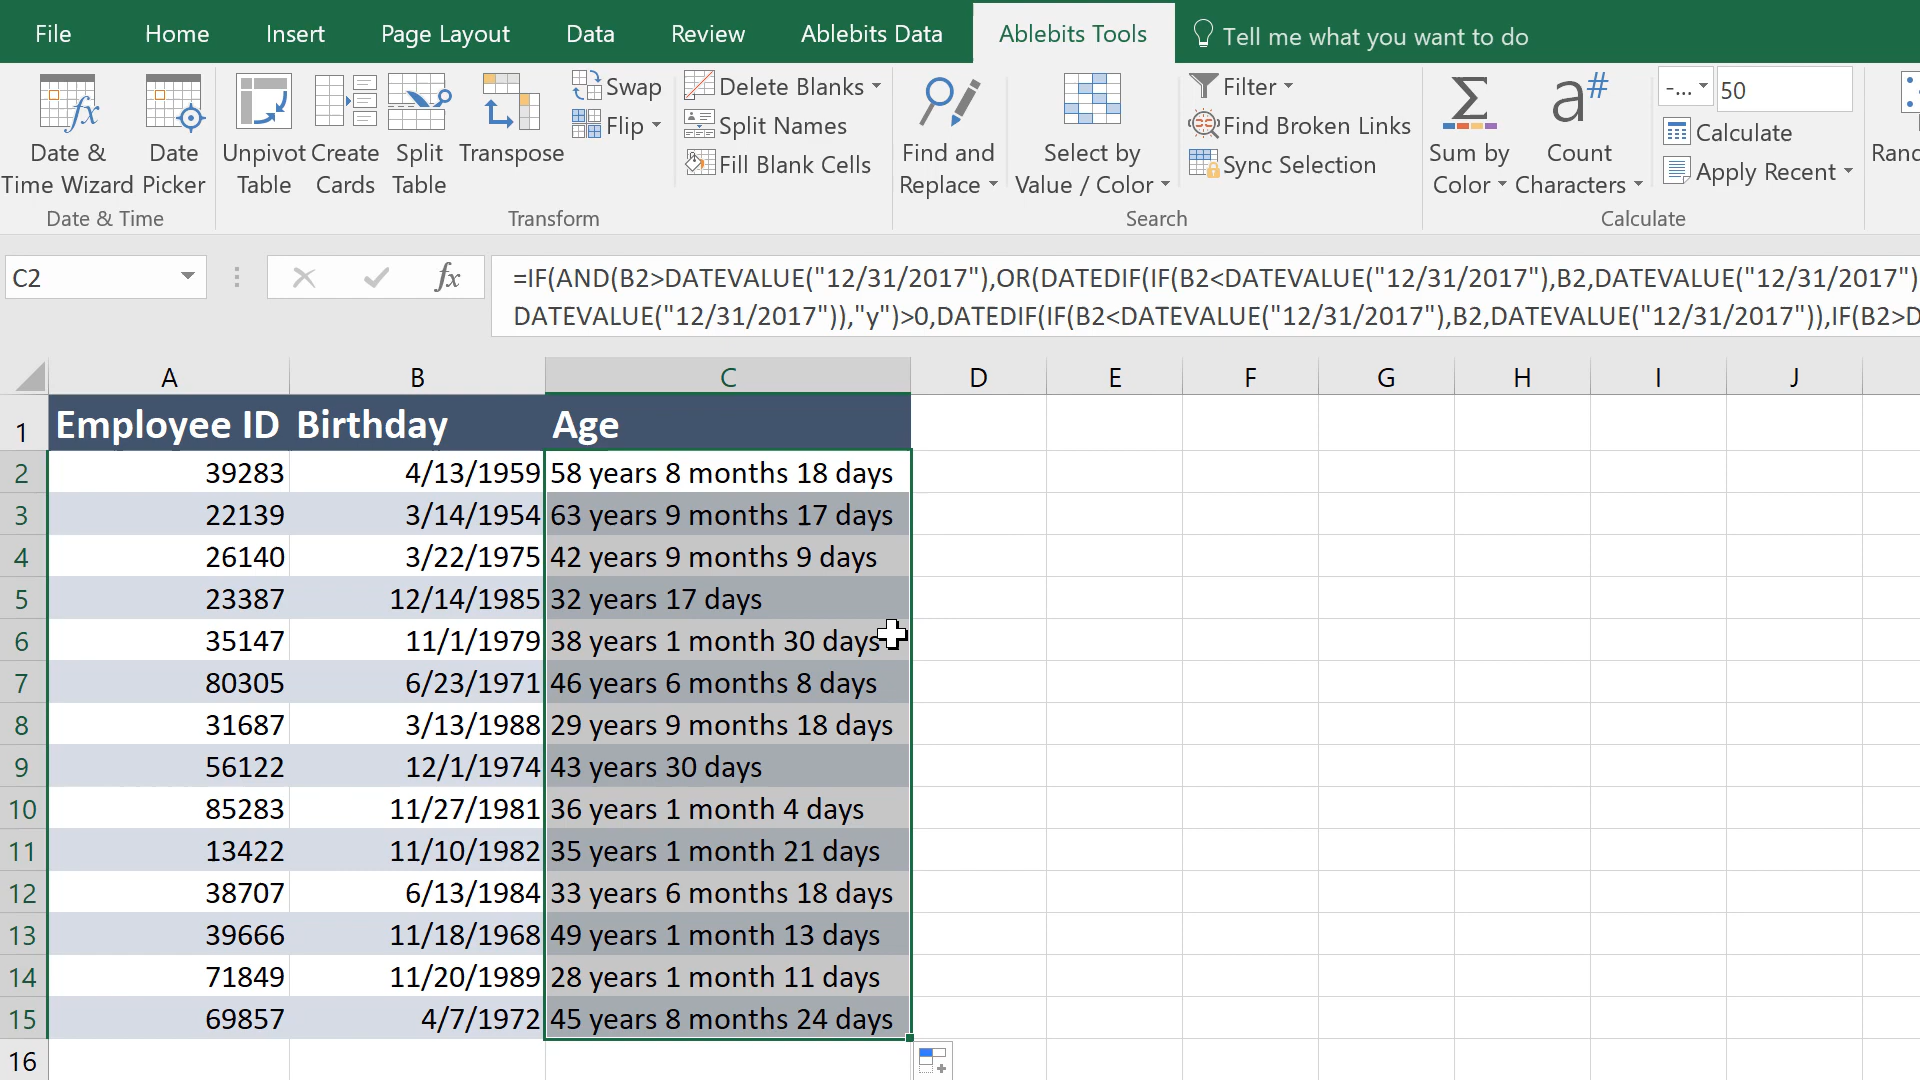 File Home Insert Page Layout Data Review Ablebits Data Ablebits Tools Tell me what you want to do
Date & Time Wizard
Date Picker
Date & Time
Unpivot Table
Create Cards
Split Table
Transpose
Swap
Flip
Delete Blanks
Split Names
Fill Blank Cells
Transform
Find and Replace
Select by Value / Color
Filter
Find Broken Links
Sync Selection
Search
Sum by Color
Count Characters
-... 50
Calculate
Apply Recent
Calculate
C2
fx
=IF(AND(B2>DATEVALUE("12/31/2017"),OR(DATEDIF(IF(B2<DATEVALUE("12/31/2017"),B2,DATEVALUE("12/31/2017")
DATEVALUE("12/31/2017")),"y")>0,DATEDIF(IF(B2<DATEVALUE("12/31/2017"),B2,DATEVALUE("12/31/2017")),IF(B2>D
A B C D E F G H I J
1 Employee ID Birthday Age
2 39283 4/13/1959 58 years 8 months 18 days
3 22139 3/14/1954 63 years 9 months 17 days
4 26140 3/22/1975 42 years 9 months 9 days
5 23387 12/14/1985 32 years 17 days
6 35147 11/1/1979 38 years 1 month 30 days
7 80305 6/23/1971 46 years 6 months 8 days
8 31687 3/13/1988 29 years 9 months 18 days
9 56122 12/1/1974 43 years 30 days
10 85283 11/27/1981 36 years 1 month 4 days
11 13422 11/10/1982 35 years 1 month 21 days
12 38707 6/13/1984 33 years 6 months 18 days
13 39666 11/18/1968 49 years 1 month 13 days
14 71849 11/20/1989 28 years 1 month 11 days
15 69857 4/7/1972 45 years 8 months 24 days
16